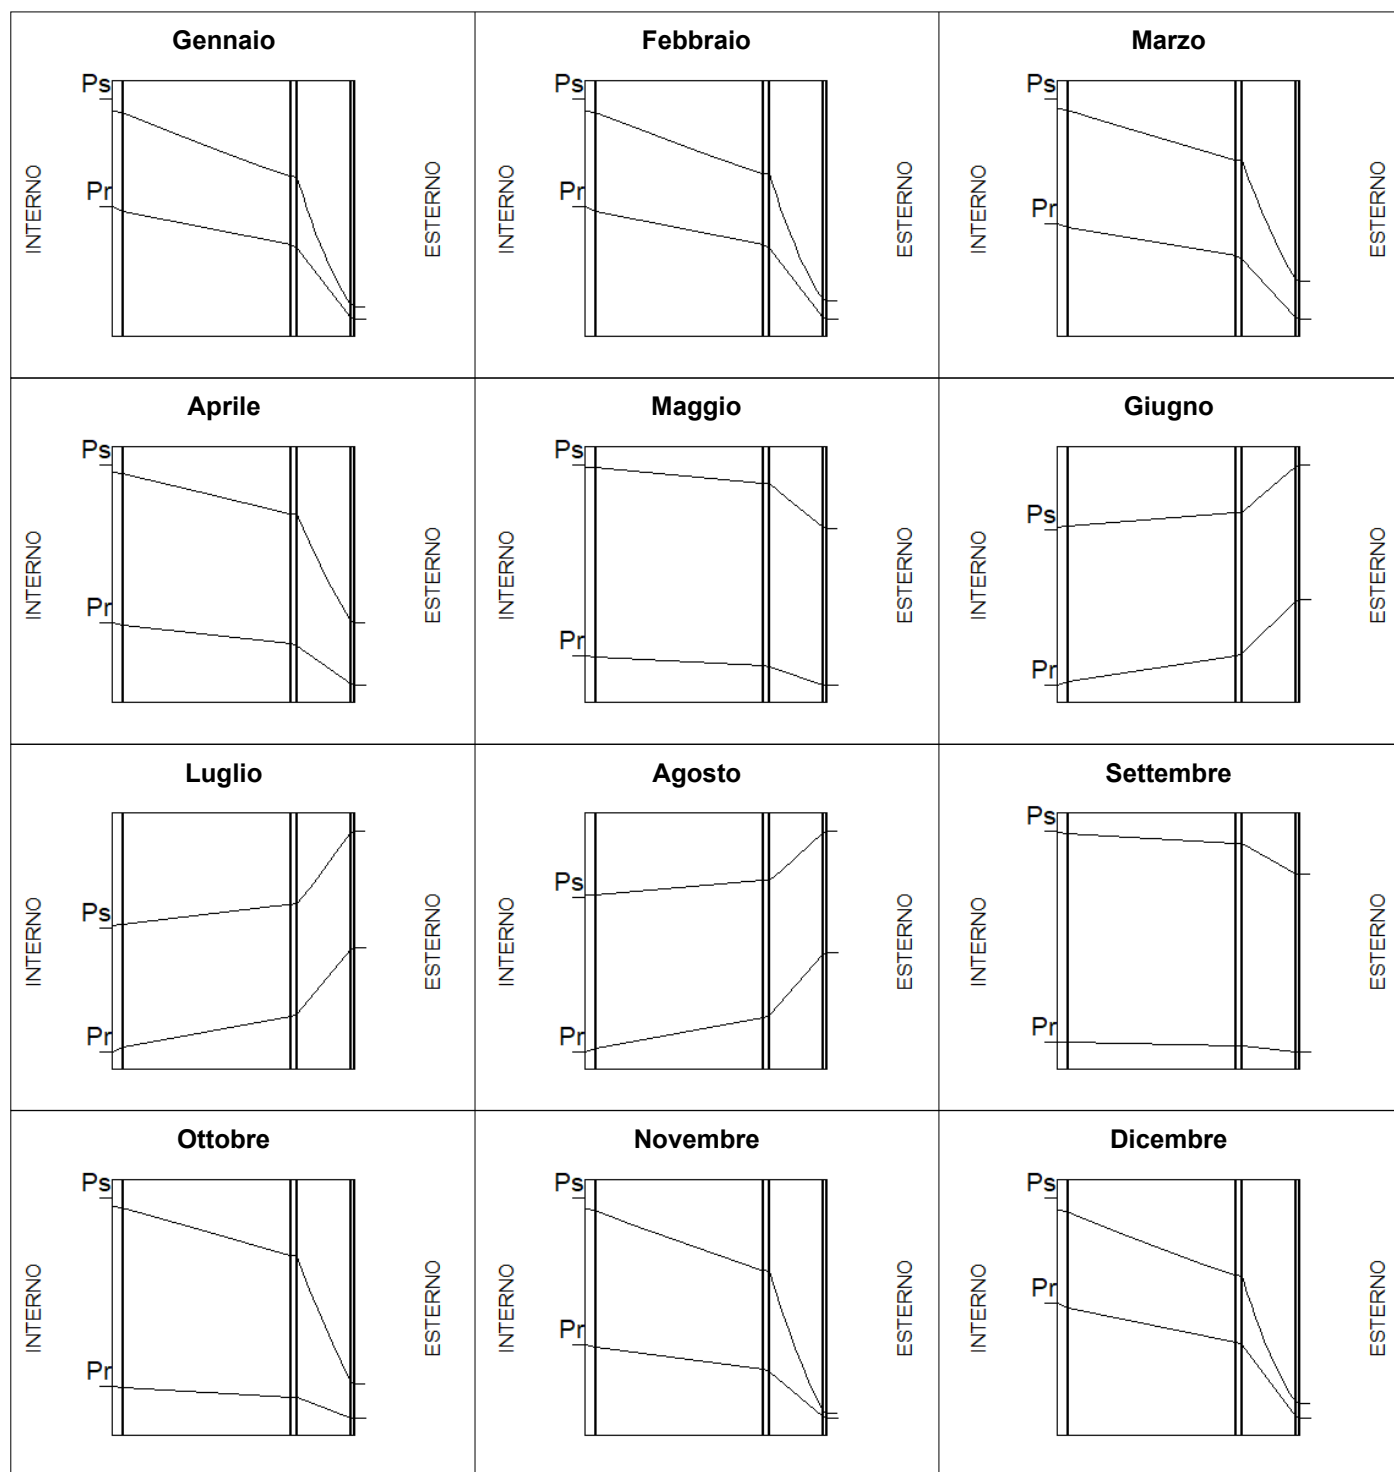 Gennaio
Febbraio
Marzo
Ps
Pr
INTERNO
ESTERNO
Ps
Pr
INTERNO
ESTERNO
Ps
Pr
INTERNO
ESTERNO
Aprile
Maggio
Giugno
Ps
Pr
INTERNO
ESTERNO
Ps
Pr
INTERNO
ESTERNO
Ps
Pr
INTERNO
ESTERNO
Luglio
Agosto
Settembre
Ps
Pr
INTERNO
ESTERNO
Ps
Pr
INTERNO
ESTERNO
Ps
Pr
INTERNO
ESTERNO
Ottobre
Novembre
Dicembre
Ps
Pr
INTERNO
ESTERNO
Ps
Pr
INTERNO
ESTERNO
Ps
Pr
INTERNO
ESTERNO